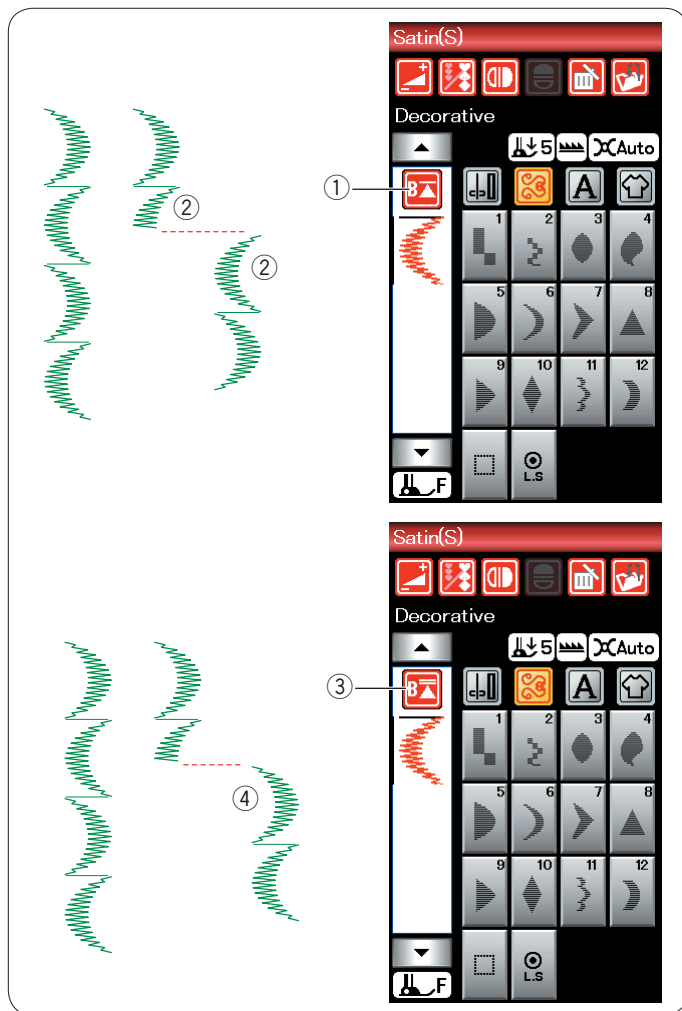 Satin(S)
Decorative
5 Auto
① B A
1 2 3 4
②
②
5 6 7 8
9 10 11 12
L.S
F
Satin(S)
Decorative
5 Auto
③ B A
1 2 3 4
④
5 6 7 8
9 10 11 12
L.S
F